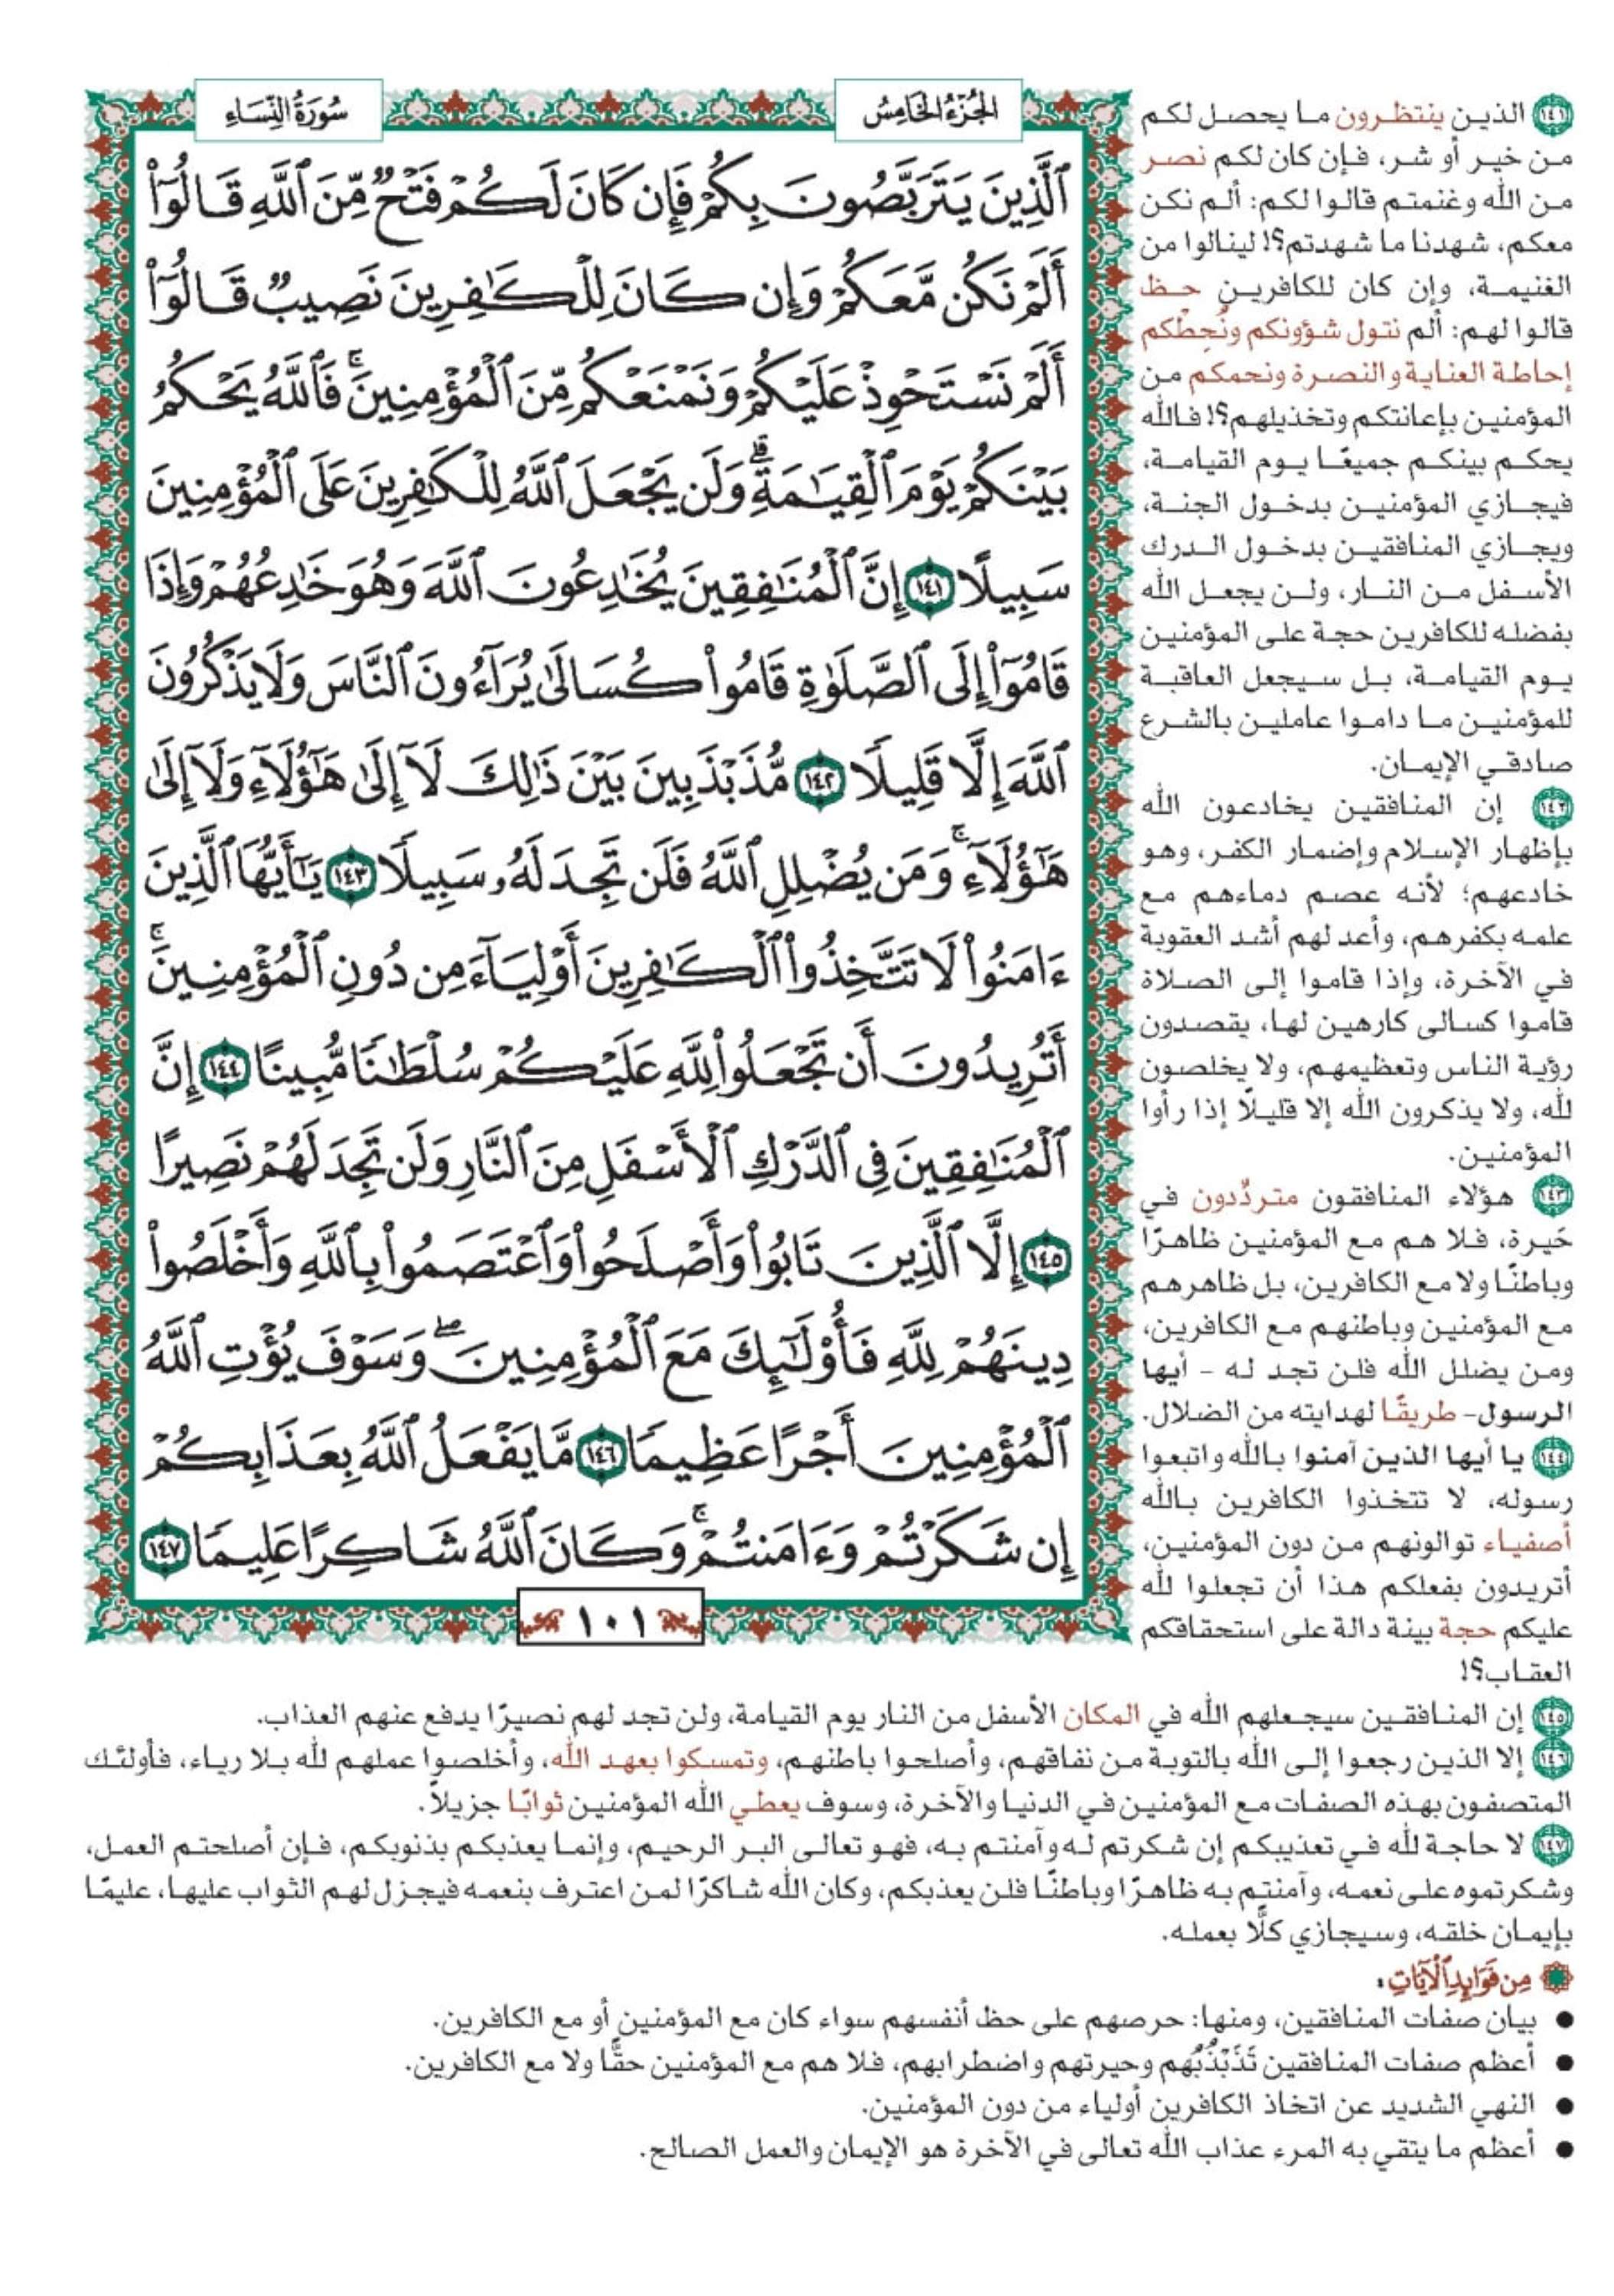 الجُزْءُ الخَامِسُ
سُورَةُ النِّسَاءِ
ٱلَّذِينَ يَتَرَبَّصُونَ بِكُمْ فَإِن كَانَ لَكُمْ فَتْحٌ مِّنَ ٱللَّهِ قَالُوٓا۟
أَلَمْ نَكُن مَّعَكُمْ وَإِن كَانَ لِلْكَٰفِرِينَ نَصِيبٌ قَالُوٓا۟
أَلَمْ نَسْتَحْوِذْ عَلَيْكُمْ وَنَمْنَعْكُم مِّنَ ٱلْمُؤْمِنِينَۚ فَٱللَّهُ يَحْكُمُ
بَيْنَكُمْ يَوْمَ ٱلْقِيَٰمَةِۗ وَلَن يَجْعَلَ ٱللَّهُ لِلْكَٰفِرِينَ عَلَى ٱلْمُؤْمِنِينَ
سَبِيلًا ١٤١ إِنَّ ٱلْمُنَٰفِقِينَ يُخَٰدِعُونَ ٱللَّهَ وَهُوَ خَٰدِعُهُمْ وَإِذَا
قَامُوٓا۟ إِلَى ٱلصَّلَوٰةِ قَامُوا۟ كُسَالَىٰ يُرَآءُونَ ٱلنَّاسَ وَلَا يَذْكُرُونَ
ٱللَّهَ إِلَّا قَلِيلًا ١٤٢ مُّذَبْذَبِينَ بَيْنَ ذَٰلِكَ لَآ إِلَىٰ هَٰٓؤُلَآءِ وَلَآ إِلَىٰ
هَٰٓؤُلَآءِۚ وَمَن يُضْلِلِ ٱللَّهُ فَلَن تَجِدَ لَهُۥ سَبِيلًا ١٤٣ يَٰٓأَيُّهَا ٱلَّذِينَ
ءَامَنُوا۟ لَا تَتَّخِذُوا۟ ٱلْكَٰفِرِينَ أَوْلِيَآءَ مِن دُونِ ٱلْمُؤْمِنِينَۚ
أَتُرِيدُونَ أَن تَجْعَلُوا۟ لِلَّهِ عَلَيْكُمْ سُلْطَٰنًا مُّبِينًا ١٤٤ إِنَّ
ٱلْمُنَٰفِقِينَ فِى ٱلدَّرْكِ ٱلْأَسْفَلِ مِنَ ٱلنَّارِ وَلَن تَجِدَ لَهُمْ نَصِيرًا
١٤٥ إِلَّا ٱلَّذِينَ تَابُوا۟ وَأَصْلَحُوا۟ وَٱعْتَصَمُوا۟ بِٱللَّهِ وَأَخْلَصُوا۟
دِينَهُمْ لِلَّهِ فَأُو۟لَٰٓئِكَ مَعَ ٱلْمُؤْمِنِينَۖ وَسَوْفَ يُؤْتِ ٱللَّهُ
ٱلْمُؤْمِنِينَ أَجْرًا عَظِيمًا ١٤٦ مَّا يَفْعَلُ ٱللَّهُ بِعَذَابِكُمْ
إِن شَكَرْتُمْ وَءَامَنتُمْۚ وَكَانَ ٱللَّهُ شَاكِرًا عَلِيمًا ١٤٧
١٠١
١٤١ الذين ينتظرون ما يحصل لكم
من خير أو شر، فإن كان لكم نصر
من الله وغنمتم قالوا لكم: ألم نكن
معكم، شهدنا ما شهدتم؟! لينالوا من
الغنيمة، وإن كان للكافرين حظ
قالوا لهم: ألم نتول شؤونكم ونُحِطْكم
إحاطة العناية والنصرة ونحمكم من
المؤمنين بإعانتكم وتخذيلهم؟! فالله
يحكم بينكم جميعًا يوم القيامة،
فيجازي المؤمنين بدخول الجنة،
ويجازي المنافقين بدخول الدرك
الأسفل من النار، ولن يجعل الله
بفضله للكافرين حجة على المؤمنين
يوم القيامة، بل سيجعل العاقبة
للمؤمنين ما داموا عاملين بالشرع
صادقي الإيمان.
١٤٢ إن المنافقين يخادعون الله
بإظهار الإسلام وإضمار الكفر، وهو
خادعهم؛ لأنه عصم دماءهم مع
علمه بكفرهم، وأعد لهم أشد العقوبة
في الآخرة، وإذا قاموا إلى الصلاة
قاموا كسالى كارهين لها، يقصدون
رؤية الناس وتعظيمهم، ولا يخلصون
لله، ولا يذكرون الله إلا قليلًا إذا رأوا
المؤمنين.
١٤٣ هؤلاء المنافقون متردِّدون في
حَيرة، فلا هم مع المؤمنين ظاهرًا
وباطنًا ولا مع الكافرين، بل ظاهرهم
مع المؤمنين وباطنهم مع الكافرين،
ومن يضلل الله فلن تجد له - أيها
الرسول- طريقًا لهدايته من الضلال.
١٤٤ يا أيها الذين آمنوا بالله واتبعوا
رسوله، لا تتخذوا الكافرين بالله
أصفياء توالونهم من دون المؤمنين،
أتريدون بفعلكم هذا أن تجعلوا لله
عليكم حجة بينة دالة على استحقاقكم
العقاب؟!
١٤٥ إن المنافقين سيجعلهم الله في المكان الأسفل من النار يوم القيامة، ولن تجد لهم نصيرًا يدفع عنهم العذاب.
١٤٦ إلا الذين رجعوا إلى الله بالتوبة من نفاقهم، وأصلحوا باطنهم، وتمسكوا بعهد الله، وأخلصوا عملهم لله بلا رياء، فأولئك
المتصفون بهذه الصفات مع المؤمنين في الدنيا والآخرة، وسوف يعطي الله المؤمنين ثوابًا جزيلًا.
١٤٧ لا حاجة لله في تعذيبكم إن شكرتم له وآمنتم به، فهو تعالى البر الرحيم، وإنما يعذبكم بذنوبكم، فإن أصلحتم العمل،
وشكرتموه على نعمه، وآمنتم به ظاهرًا وباطنًا فلن يعذبكم، وكان الله شاكرًا لمن اعترف بنعمه فيجزل لهم الثواب عليها، عليمًا
بإيمان خلقه، وسيجازي كلًّا بعمله.
مِن فَوَائِدِ الْآيَاتِ:
● بيان صفات المنافقين، ومنها: حرصهم على حظ أنفسهم سواء كان مع المؤمنين أو مع الكافرين.
● أعظم صفات المنافقين تَذَبْذُبُهم وحيرتهم واضطرابهم، فلا هم مع المؤمنين حقًّا ولا مع الكافرين.
● النهي الشديد عن اتخاذ الكافرين أولياء من دون المؤمنين.
● أعظم ما يتقي به المرء عذاب الله تعالى في الآخرة هو الإيمان والعمل الصالح.